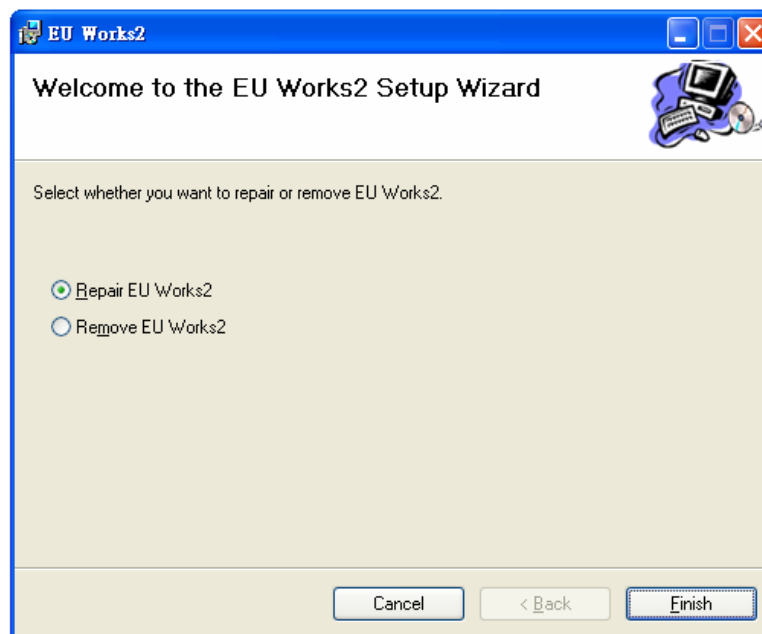 EU Works2
Welcome to the EU Works2 Setup Wizard
Select whether you want to repair or remove EU Works2.
Repair EU Works2
Remove EU Works2
Cancel
< Back
Finish